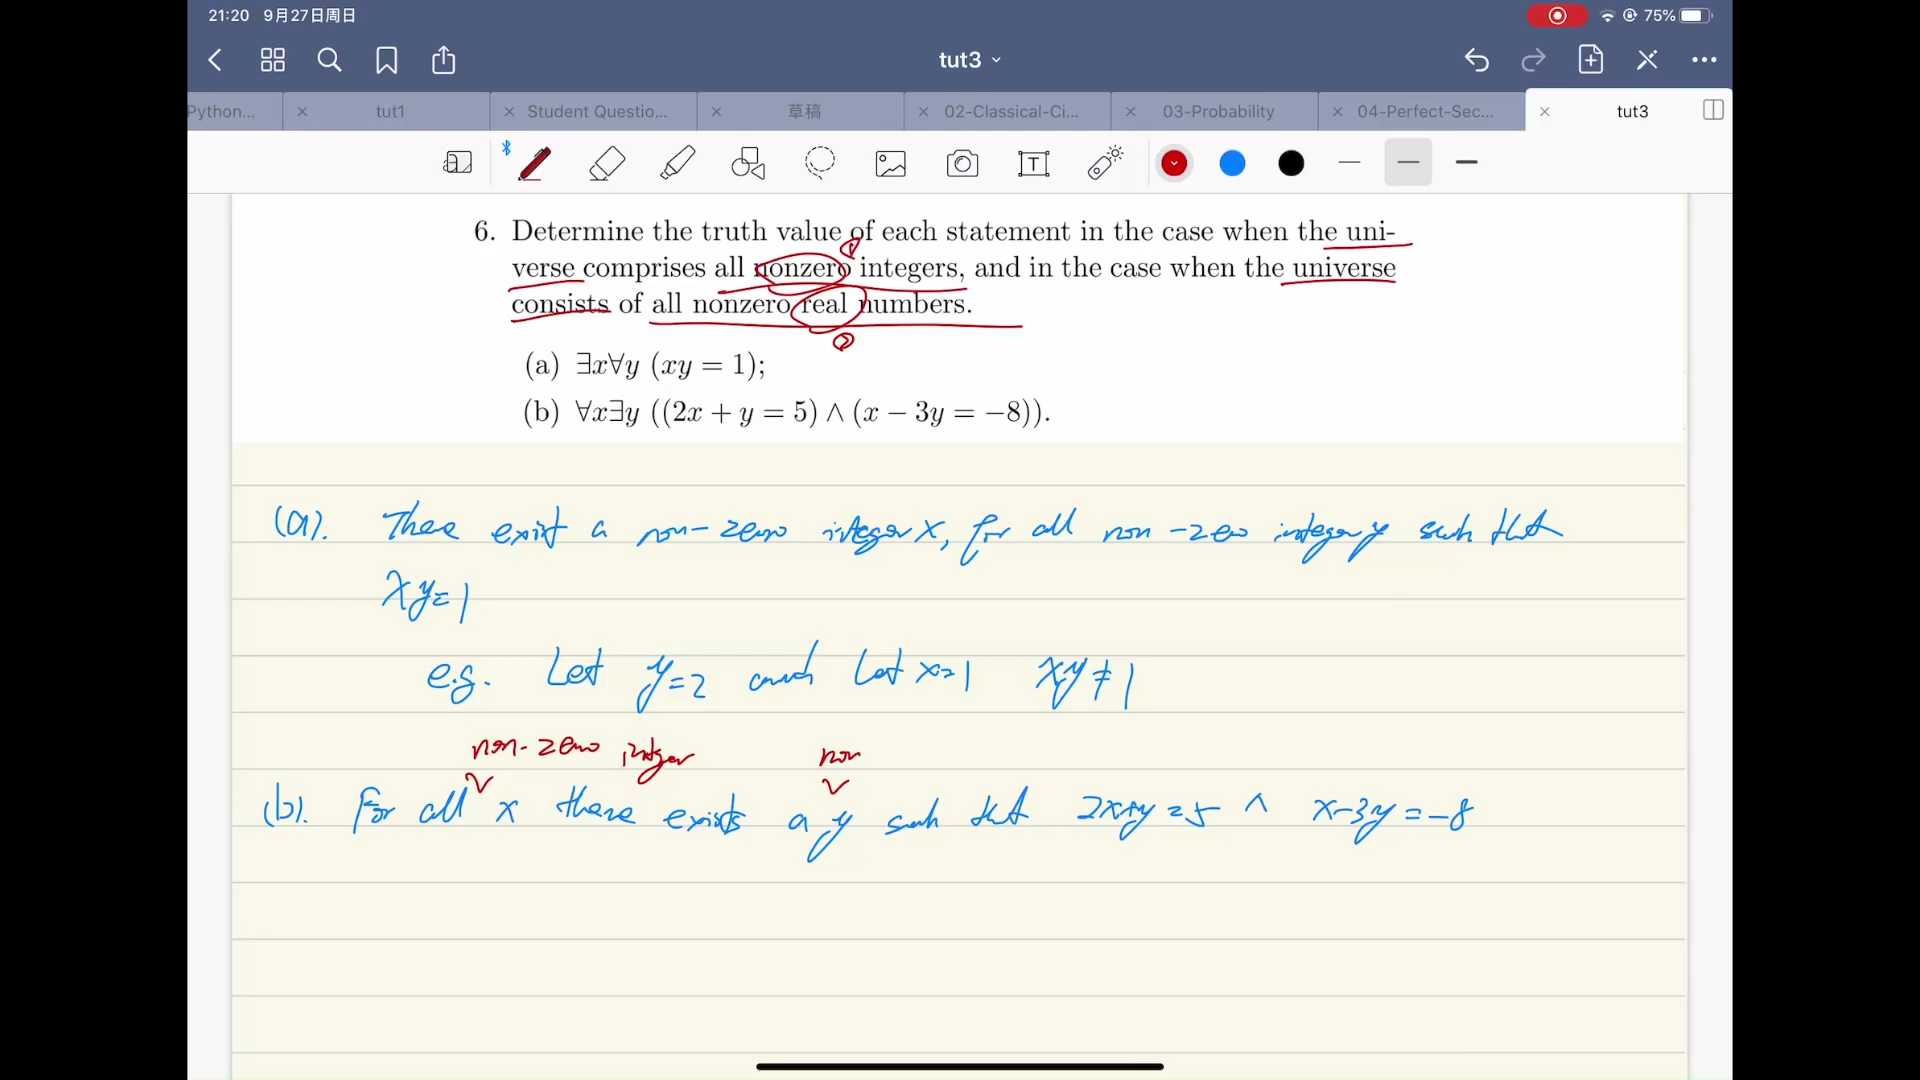 21:20 9月27日周日
75%
tut3
Python...
tut1
Student Questio...
草稿
02-Classical-Ci...
03-Probability
04-Perfect-Sec...
tut3
6. Determine the truth value of each statement in the case when the uni-
verse comprises all nonzero integers, and in the case when the universe
consists of all nonzero real numbers.
(a) ∃x∀y (xy = 1);
(b) ∀x∃y ((2x + y = 5) ∧ (x − 3y = −8)).
(a). There exist a non-zero integer x, for all non-zero integer y such that
xy=1
e.g. Let y=2 and Let x=1 xy≠1
non-zero integer non
(b). For all x there exists a y such that 2x+y=5 ∧ x-3y=-8